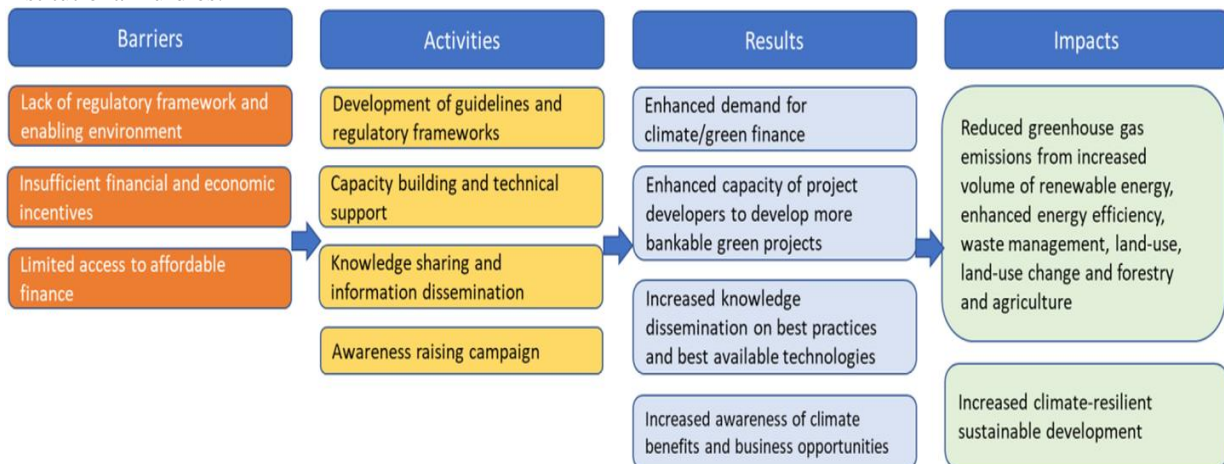 Barriers
Lack of regulatory framework and
enabling environment
Insufficient financial and economic
incentives
Limited access to affordable
finance
Activities
Development of guidelines and
regulatory frameworks
Capacity building and technical
support
Knowledge sharing and
information dissemination
Awareness raising campaign
Results
Enhanced demand for
climate/green finance
Enhanced capacity of project
developers to develop more
bankable green projects
Increased knowledge
dissemination on best practices
and best available technologies
Increased awareness of climate
benefits and business opportunities
Impacts
Reduced greenhouse gas
emissions from increased
volume of renewable energy,
enhanced energy efficiency,
waste management, land-use,
land-use change and forestry
and agriculture
Increased climate-resilient
sustainable development